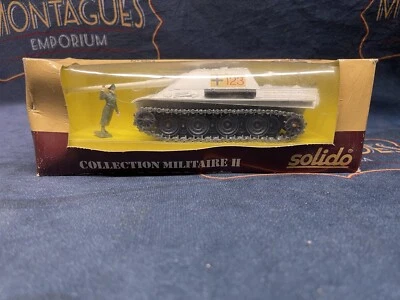 MONTAGUES
EMPORIUM
+123
COLLECTION MILITAIRE II
solido